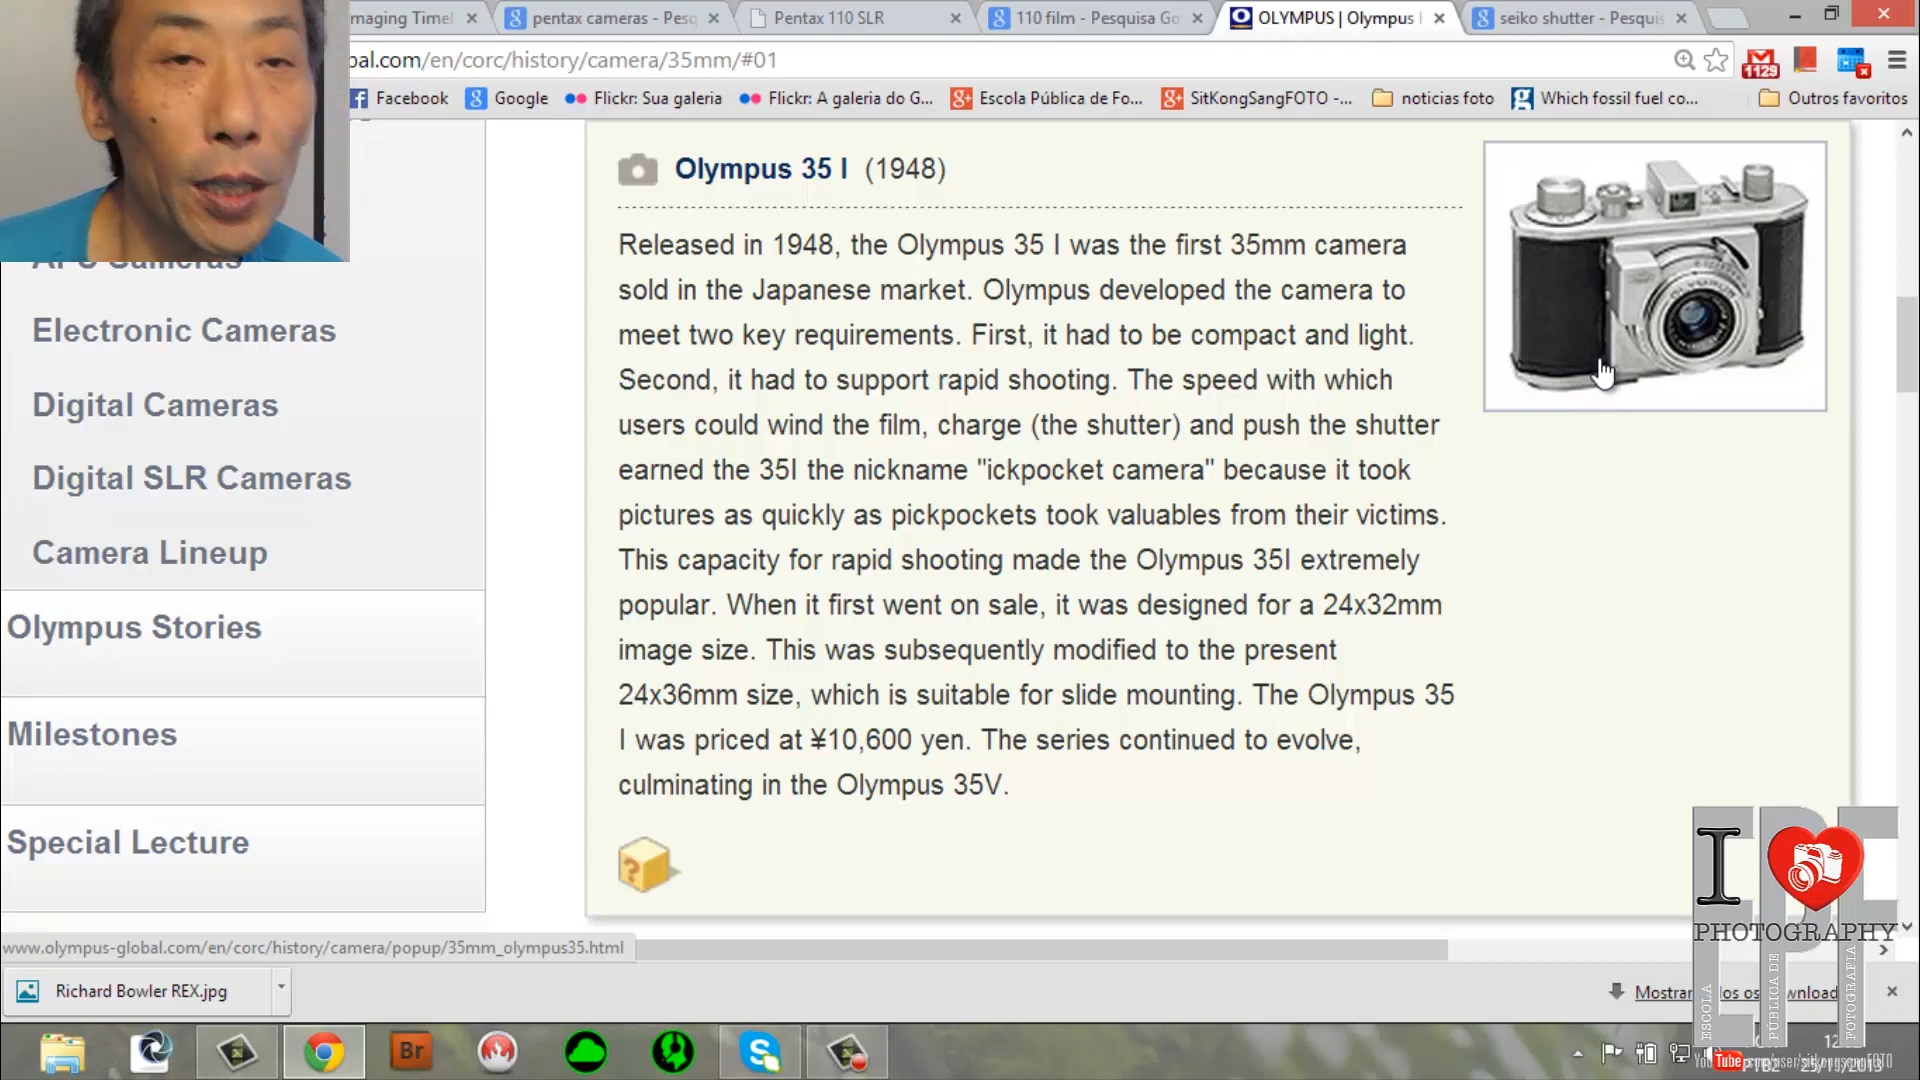 maging Timel
pentax cameras - Pesq
Pentax 110 SLR
110 film - Pesquisa Go
OLYMPUS | Olympus
seiko shutter - Pesquis
bal.com/en/corc/history/camera/35mm/#01
1129
Facebook
Google
Flickr: Sua galeria
Flickr: A galeria do G...
Escola Pública de Fo...
SitKongSangFOTO -...
noticias foto
Which fossil fuel co...
Outros favoritos
Electronic Cameras
Digital Cameras
Digital SLR Cameras
Camera Lineup
Olympus Stories
Milestones
Special Lecture
Olympus 35 I (1948)
Released in 1948, the Olympus 35 I was the first 35mm camera
sold in the Japanese market. Olympus developed the camera to
meet two key requirements. First, it had to be compact and light.
Second, it had to support rapid shooting. The speed with which
users could wind the film, charge (the shutter) and push the shutter
earned the 35I the nickname "ickpocket camera" because it took
pictures as quickly as pickpockets took valuables from their victims.
This capacity for rapid shooting made the Olympus 35I extremely
popular. When it first went on sale, it was designed for a 24x32mm
image size. This was subsequently modified to the present
24x36mm size, which is suitable for slide mounting. The Olympus 35
I was priced at ¥10,600 yen. The series continued to evolve,
culminating in the Olympus 35V.
?
www.olympus-global.com/en/corc/history/camera/popup/35mm_olympus35.html
Richard Bowler REX.jpg
I
PHOTOGRAPHY
ESCOLA
PÚBLICA DE
FOTOGRAFIA
Br
YouTube